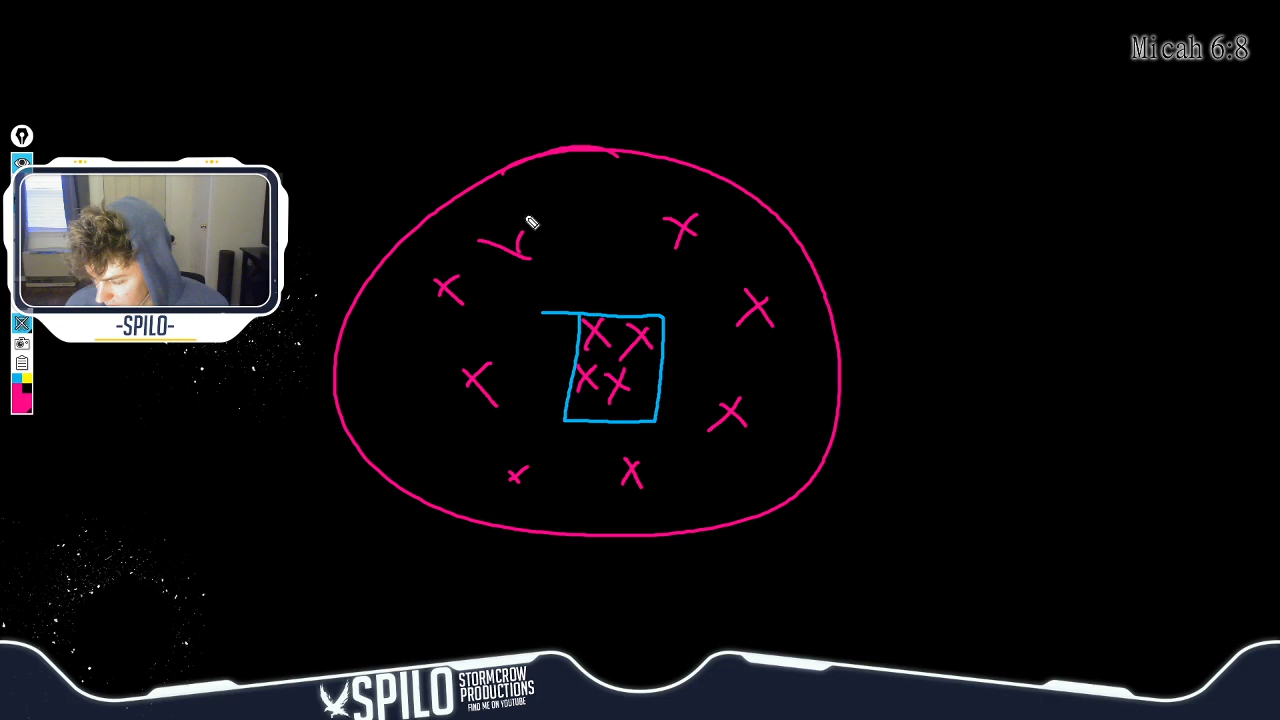 Micah 6:8
-SPILO-
SPILO
STORMCROW
PRODUCTIONS
FIND ME ON YOUTUBE